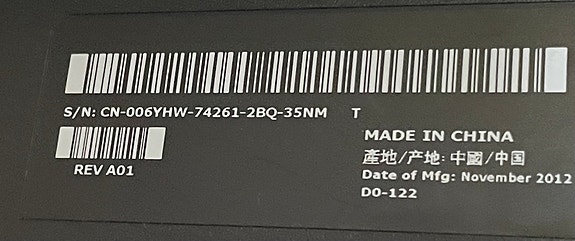 S/N: CN-006YHW-74261-2BQ-35NM T
REV A01
MADE IN CHINA
產地/产地: 中國/中国
Date of Mfg: November 2012
D0-122